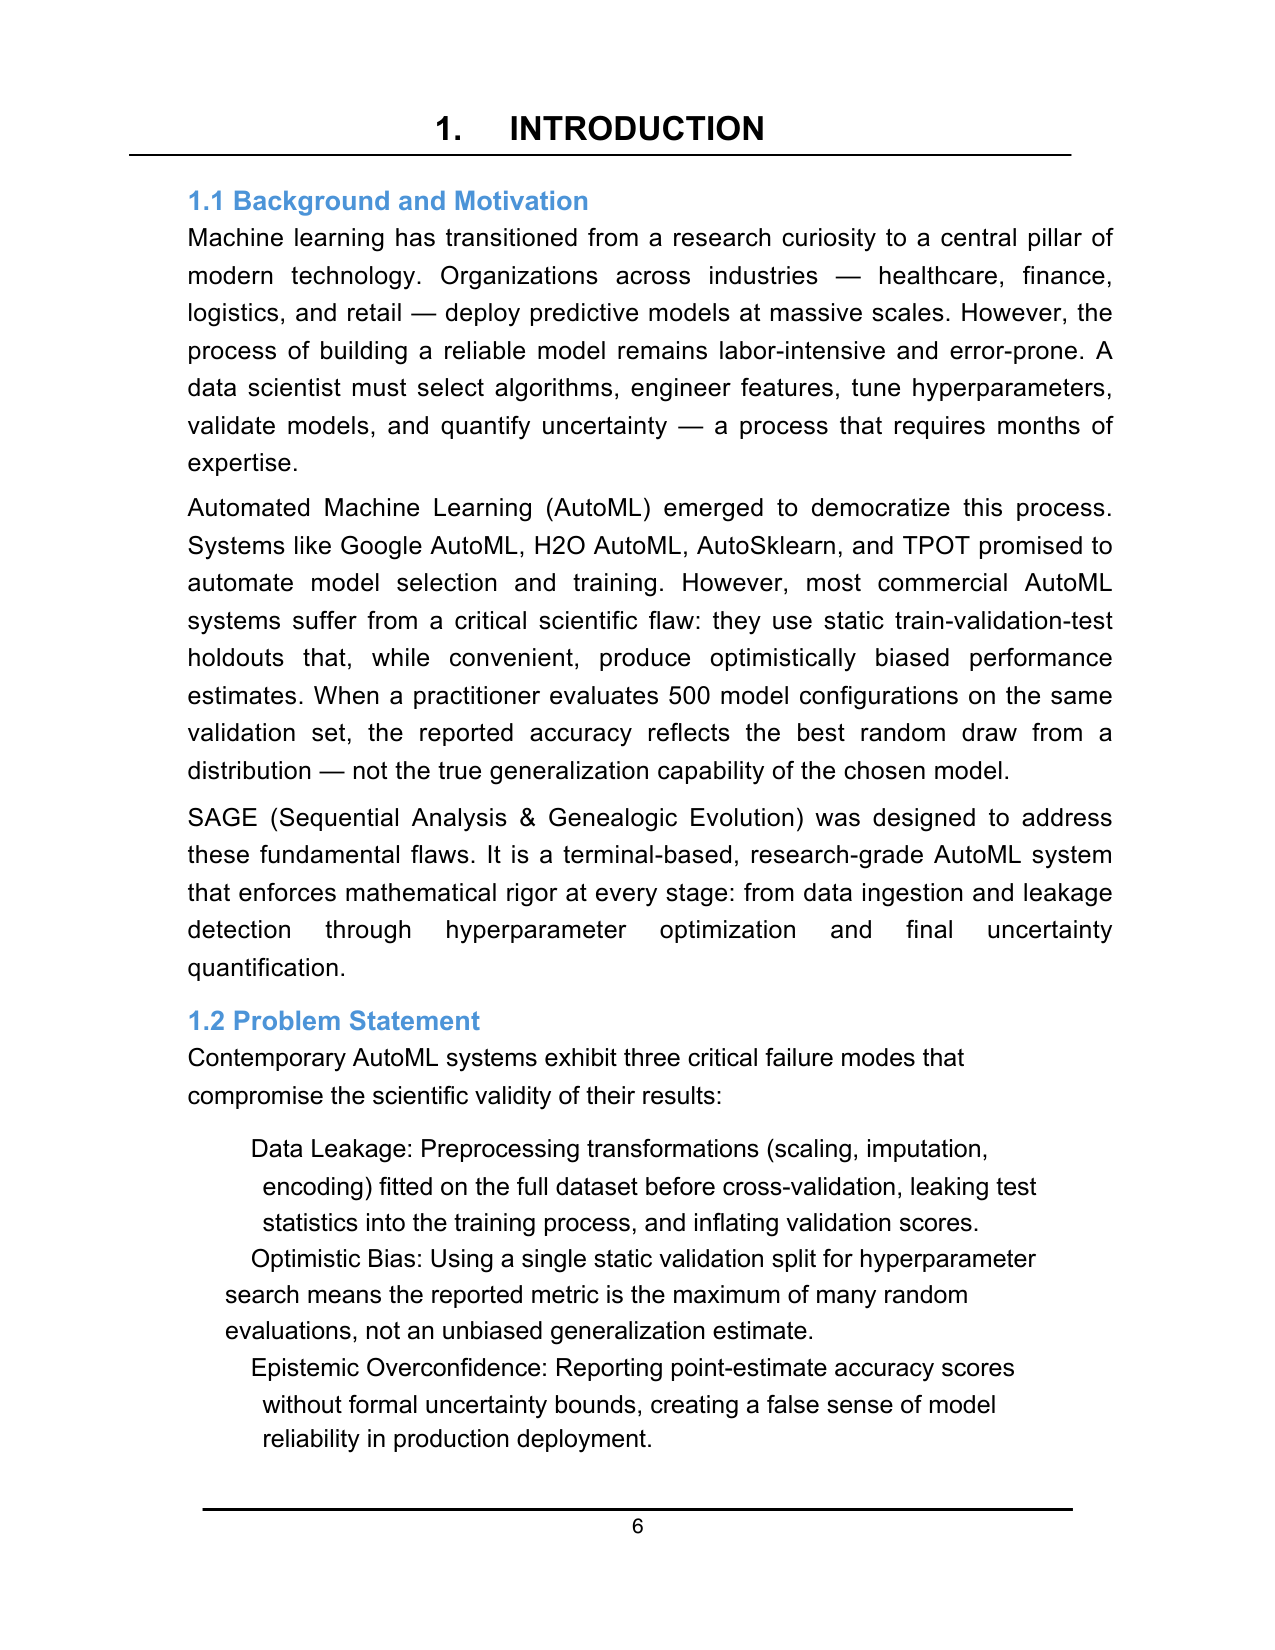 1. INTRODUCTION
1.1 Background and Motivation
Machine learning has transitioned from a research curiosity to a central pillar of
modern technology. Organizations across industries — healthcare, finance,
logistics, and retail — deploy predictive models at massive scales. However, the
process of building a reliable model remains labor-intensive and error-prone. A
data scientist must select algorithms, engineer features, tune hyperparameters,
validate models, and quantify uncertainty — a process that requires months of
expertise.
Automated Machine Learning (AutoML) emerged to democratize this process.
Systems like Google AutoML, H2O AutoML, AutoSklearn, and TPOT promised to
automate model selection and training. However, most commercial AutoML
systems suffer from a critical scientific flaw: they use static train-validation-test
holdouts that, while convenient, produce optimistically biased performance
estimates. When a practitioner evaluates 500 model configurations on the same
validation set, the reported accuracy reflects the best random draw from a
distribution — not the true generalization capability of the chosen model.
SAGE (Sequential Analysis & Genealogic Evolution) was designed to address
these fundamental flaws. It is a terminal-based, research-grade AutoML system
that enforces mathematical rigor at every stage: from data ingestion and leakage
detection through hyperparameter optimization and final uncertainty
quantification.
1.2 Problem Statement
Contemporary AutoML systems exhibit three critical failure modes that
compromise the scientific validity of their results:
Data Leakage: Preprocessing transformations (scaling, imputation,
encoding) fitted on the full dataset before cross-validation, leaking test
statistics into the training process, and inflating validation scores.
Optimistic Bias: Using a single static validation split for hyperparameter
search means the reported metric is the maximum of many random
evaluations, not an unbiased generalization estimate.
Epistemic Overconfidence: Reporting point-estimate accuracy scores
without formal uncertainty bounds, creating a false sense of model
reliability in production deployment.
6